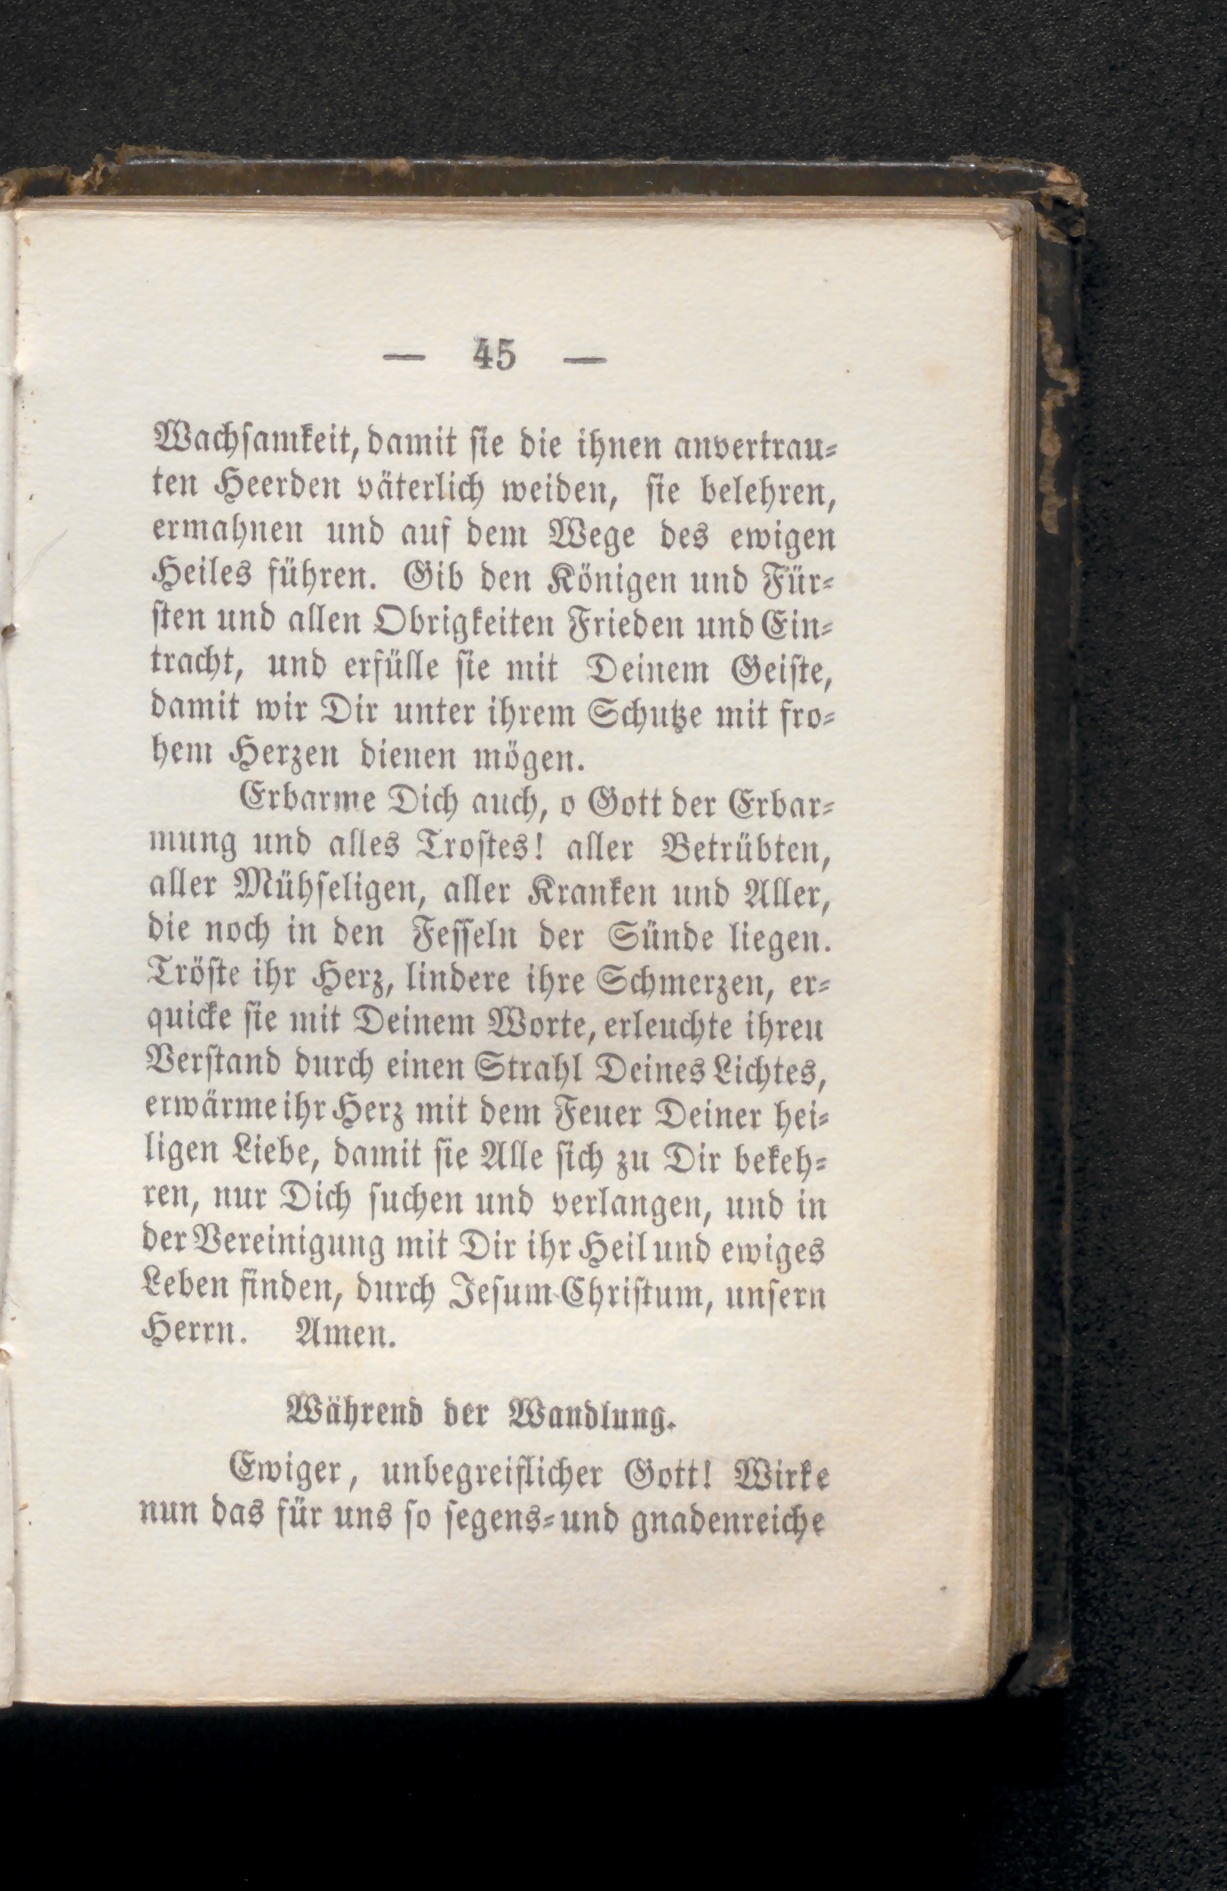 — 45 —
Wachsamkeit, damit sie die ihnen anvertrau-
ten Heerden väterlich weiden, sie belehren,
ermahnen und auf dem Wege des ewigen
Heiles führen. Gib den Königen und Für-
sten und allen Obrigkeiten Frieden und Ein-
tracht, und erfülle sie mit Deinem Geiste,
damit wir Dir unter ihrem Schutze mit fro-
hem Herzen dienen mögen.
Erbarme Dich auch, o Gott der Erbar-
mung und alles Trostes! aller Betrübten,
aller Mühseligen, aller Kranken und Aller,
die noch in den Fesseln der Sünde liegen.
Tröste ihr Herz, lindere ihre Schmerzen, er-
quicke sie mit Deinem Worte, erleuchte ihren
Verstand durch einen Strahl Deines Lichtes,
erwärme ihr Herz mit dem Feuer Deiner hei-
ligen Liebe, damit sie Alle sich zu Dir bekeh-
ren, nur Dich suchen und verlangen, und in
der Vereinigung mit Dir ihr Heil und ewiges
Leben finden, durch Jesum Christum, unsern
Herrn. Amen.
Während der Wandlung.
Ewiger, unbegreiflicher Gott! Wirke
nun das für uns so segens- und gnadenreiche